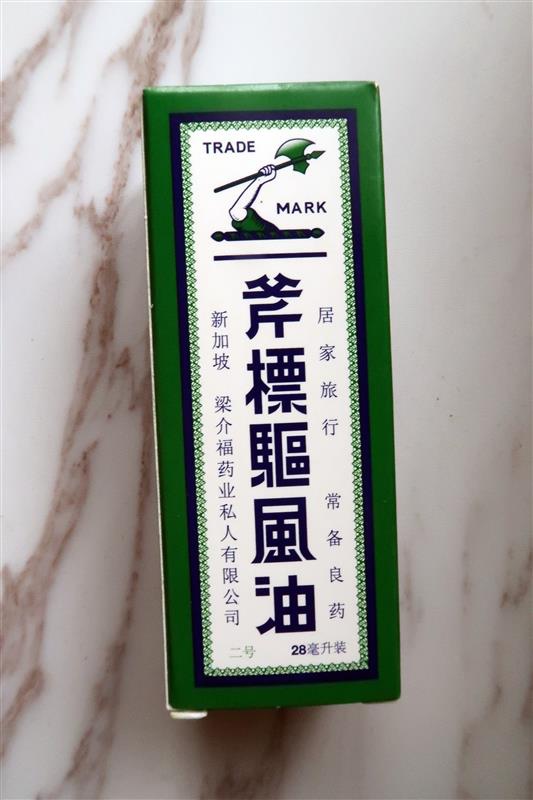 TRADE
MARK
居家旅行 常备良药
斧標驅風油
新加坡 梁介福药业私人有限公司
二号
28毫升装